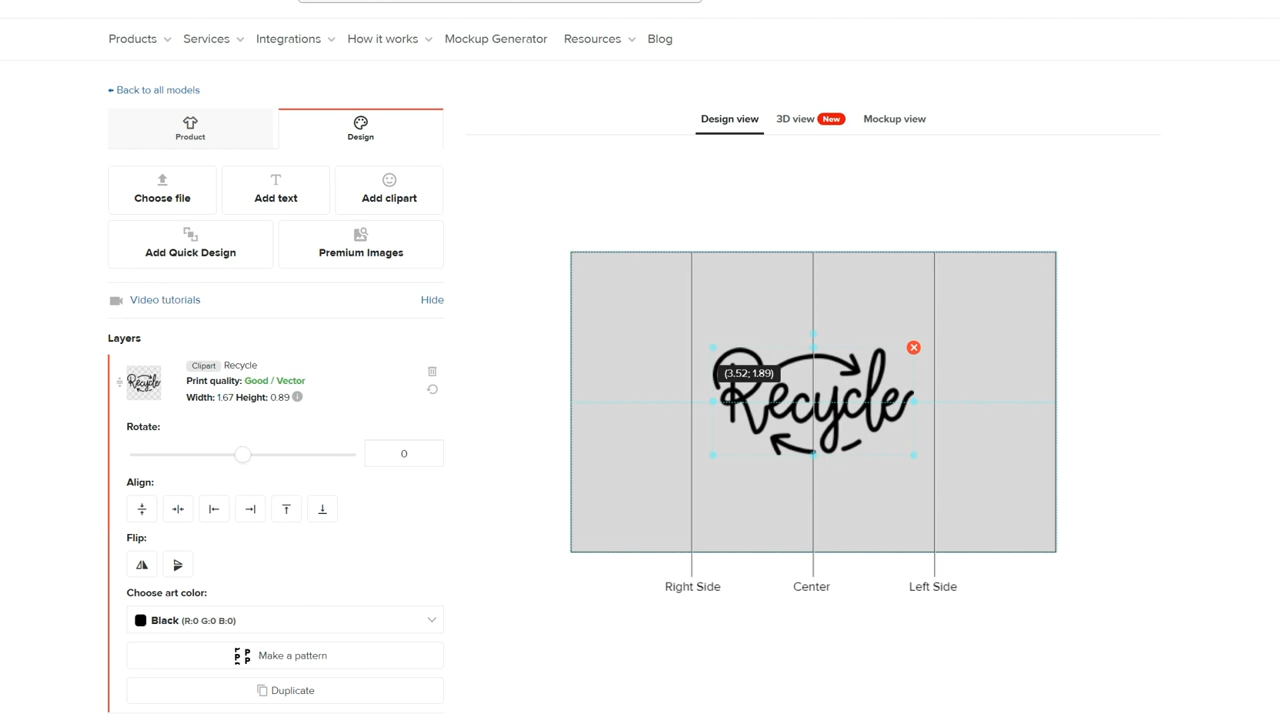 Products
Services
Integrations
How it works
Mockup Generator
Resources
Blog
Back to all models
Product
Design
Design view
3D view New
Mockup view
Choose file
Add text
Add clipart
Add Quick Design
Premium Images
Video tutorials
Hide
Layers
Recycle
Clipart Recycle
Print quality: Good / Vector
Width: 1.67 Height: 0.89
Rotate:
0
Align:
Flip:
Choose art color:
Black (R:0 G:0 B:0)
Make a pattern
Duplicate
(3.52; 1.89)
Recycle
Right Side
Center
Left Side